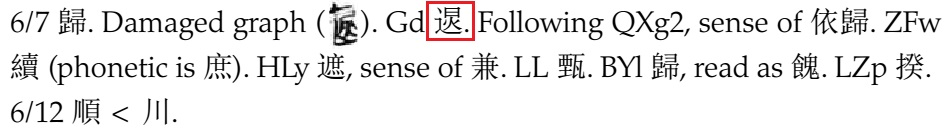 6/7 歸. Damaged graph (). Gd . Following QXg2, sense of 依歸. ZFw
續 (phonetic is 庶). HLy 遮, sense of 兼. LL 甄. BYl 歸, read as 餽. LZp 揆.
6/12 順 < 川.